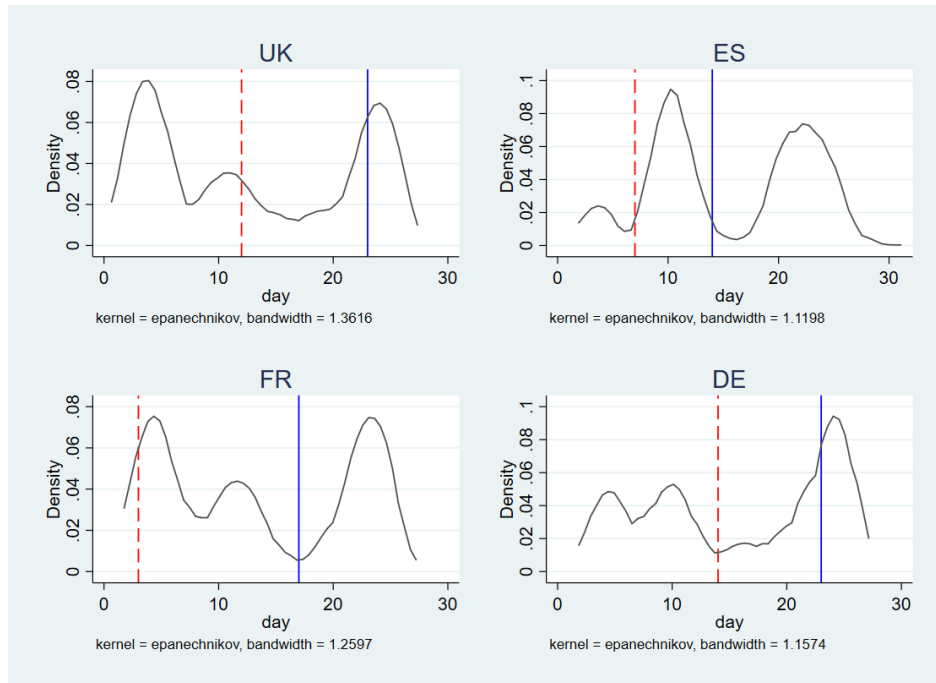 UK
Density
0 .02 .04 .06 .08
0 10 20 30
day
kernel = epanechnikov, bandwidth = 1.3616
ES
Density
0 .02 .04 .06 .08 .1
0 10 20 30
day
kernel = epanechnikov, bandwidth = 1.1198
FR
Density
0 .02 .04 .06 .08
0 10 20 30
day
kernel = epanechnikov, bandwidth = 1.2597
DE
Density
0 .02 .04 .06 .08 .1
0 10 20 30
day
kernel = epanechnikov, bandwidth = 1.1574